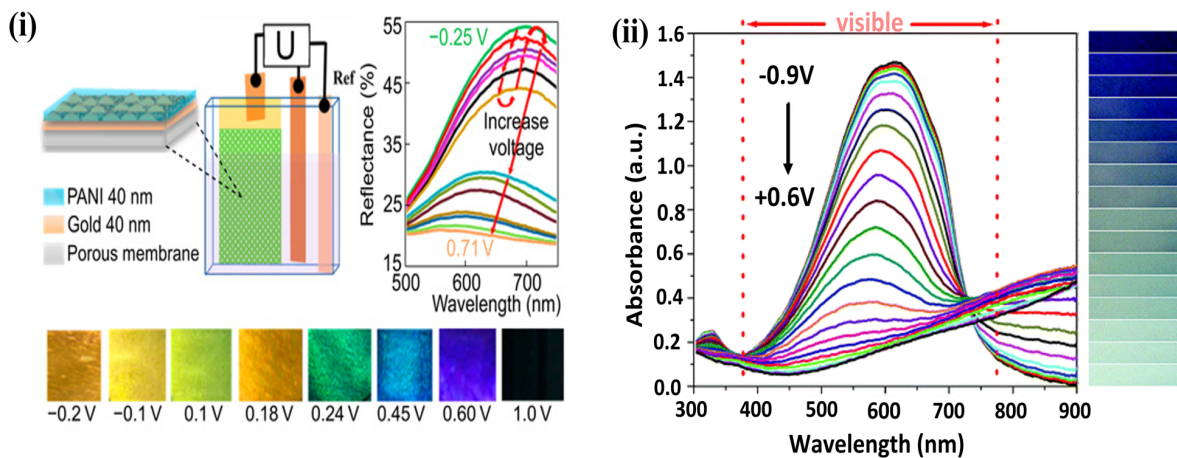 (i)
U
Ref
PANI 40 nm
Gold 40 nm
Porous membrane
Reflectance (%)
55
45
35
25
15
−0.25 V
Increase
voltage
0.71 V
500
600
700
Wavelength (nm)
−0.2 V
−0.1 V
0.1 V
0.18 V
0.24 V
0.45 V
0.60 V
1.0 V
(ii)
visible
Absorbance (a.u.)
1.6
1.4
1.2
1.0
0.8
0.6
0.4
0.2
0.0
-0.9V
+0.6V
300
400
500
600
700
800
900
Wavelength (nm)